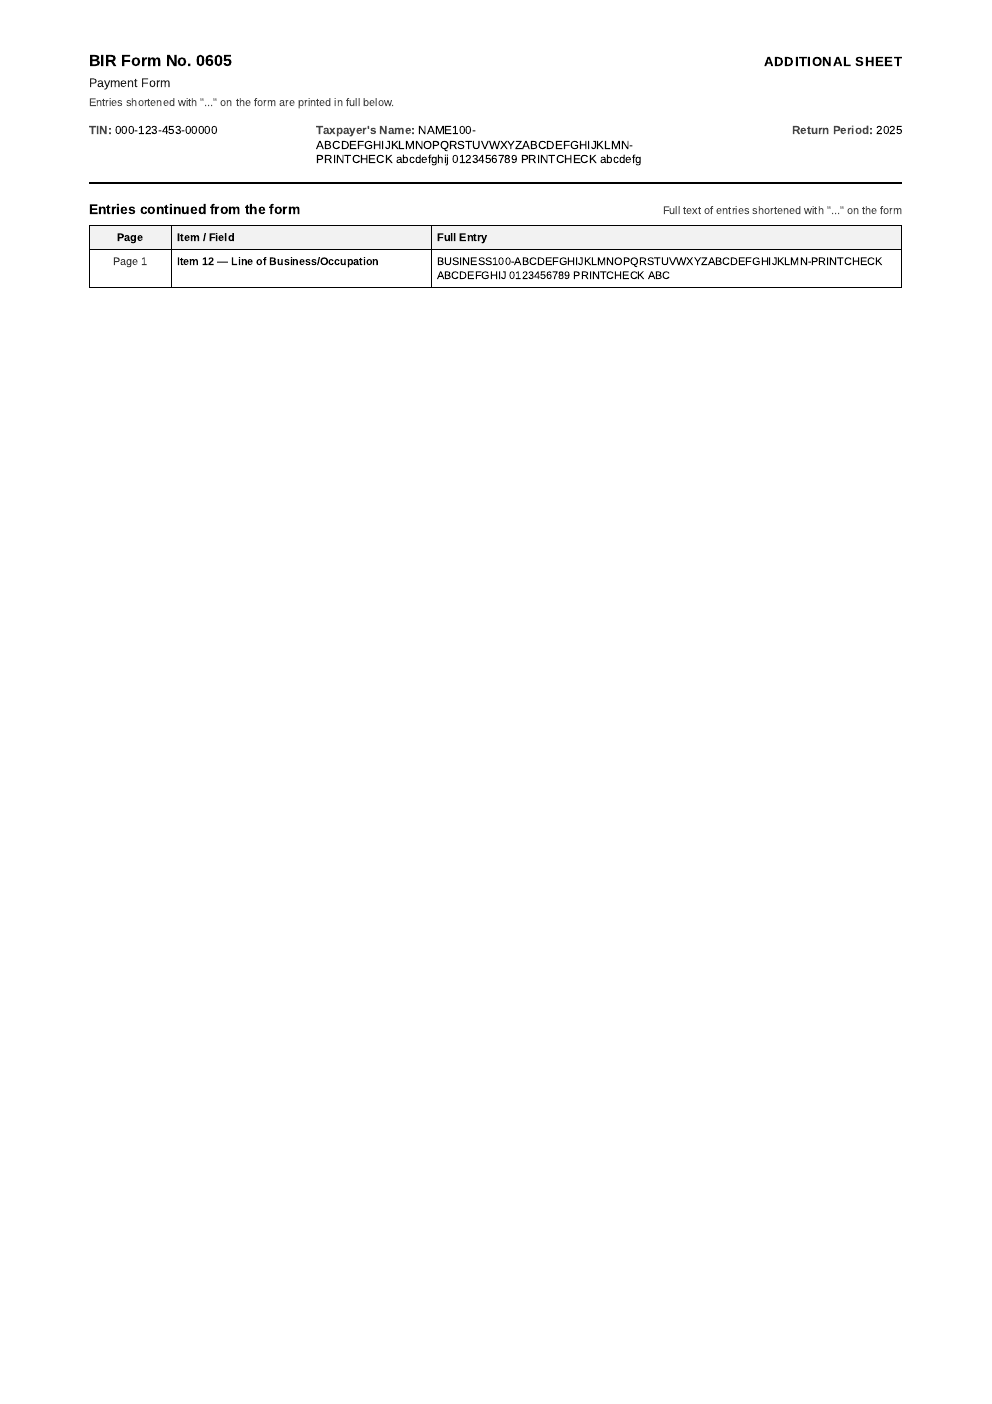 BIR Form No. 0605
ADDITIONAL SHEET
Payment Form
Entries shortened with "..." on the form are printed in full below.
TIN: 000-123-453-00000
Taxpayer's Name: NAME100-
ABCDEFGHIJKLMNOPQRSTUVWXYZABCDEFGHIJKLMN-
PRINTCHECK abcdefghij 0123456789 PRINTCHECK abcdefg
Return Period: 2025
Entries continued from the form
Full text of entries shortened with "..." on the form
Page
Item / Field
Full Entry
Page 1
Item 12 — Line of Business/Occupation
BUSINESS100-ABCDEFGHIJKLMNOPQRSTUVWXYZABCDEFGHIJKLMN-PRINTCHECK
ABCDEFGHIJ 0123456789 PRINTCHECK ABC